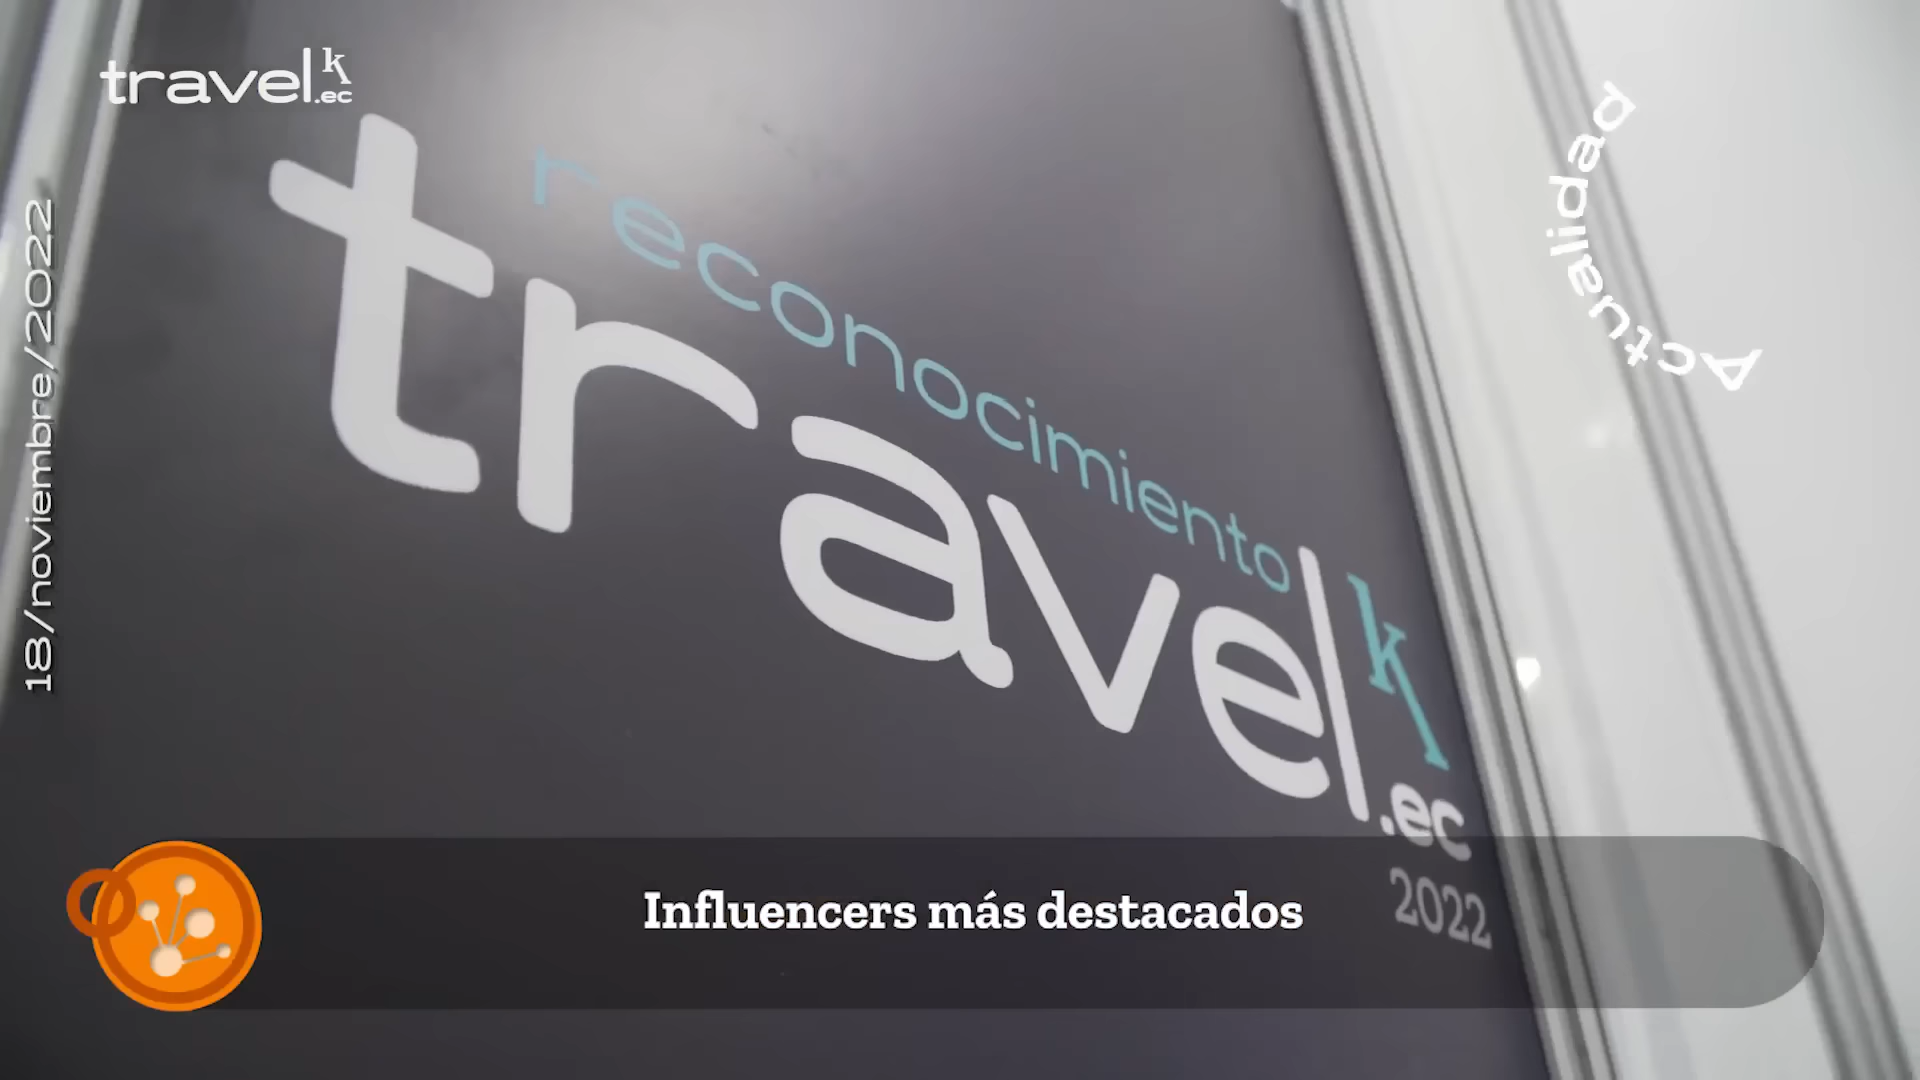 travel k
.ec
Actualidad
18/noviembre/2022
reconocimiento
travel k
.ec
2022
Influencers más destacados